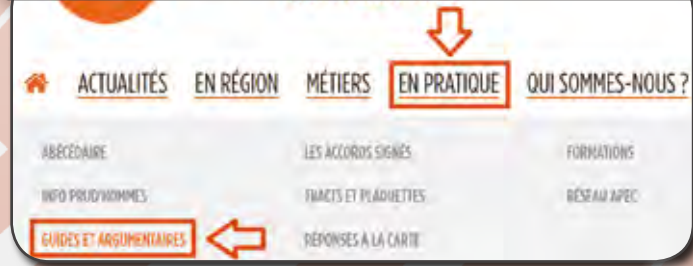 ACTUALITÉS EN RÉGION MÉTIERS EN PRATIQUE QUI SOMMES-NOUS ?
ABÉCÉDAIRE LES ACCORDS SIGNÉS FORMATIONS
INFO PRUD'HOMMES TRACTS ET PLAQUETTES RÉSEAU APEC
GUIDES ET ARGUMENTAIRES RÉPONSES A LA CARTE